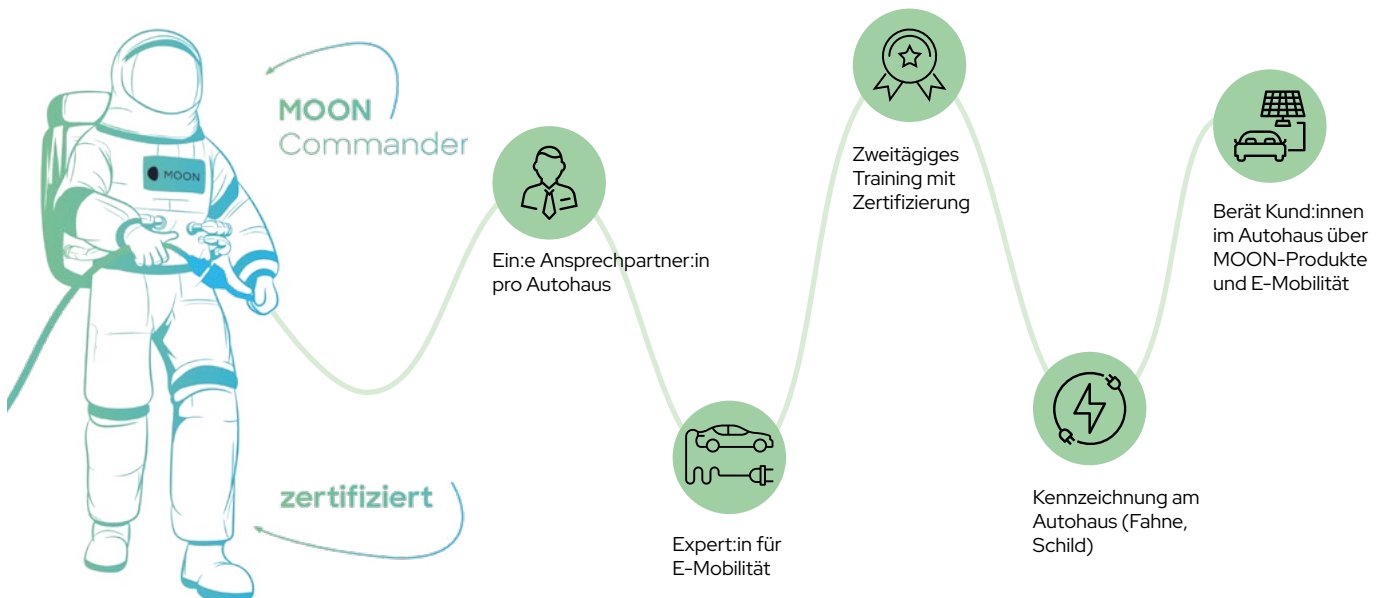 MOON
Commander
MOON
zertifiziert
Ein:e Ansprechpartner:in
pro Autohaus
Expert:in für
E-Mobilität
Zweitägiges
Training mit
Zertifizierung
Kennzeichnung am
Autohaus (Fahne,
Schild)
Berät Kund:innen
im Autohaus über
MOON-Produkte
und E-Mobilität